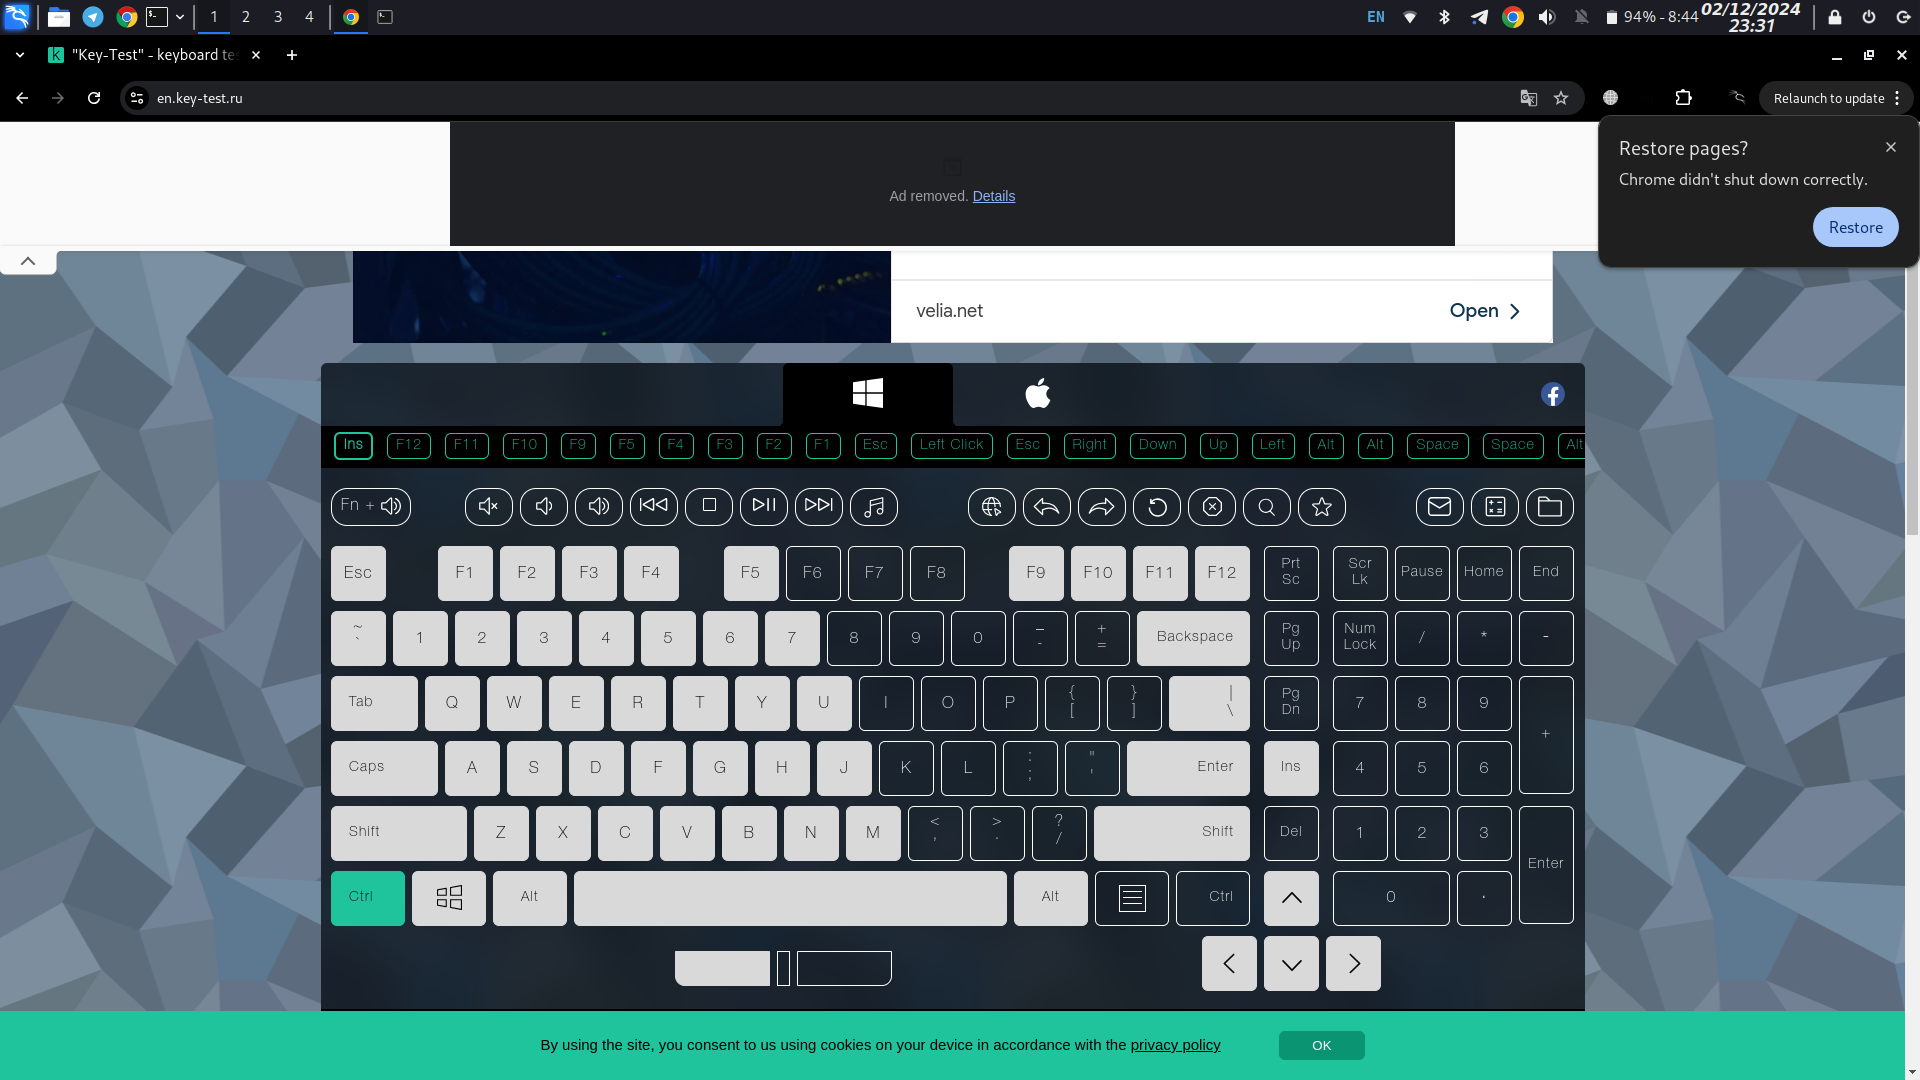 1 2 3 4
EN
94% - 8:44
02/12/2024
23:31
"Key-Test" - keyboard te
en.key-test.ru
Relaunch to update
Restore pages?
Chrome didn't shut down correctly.
Restore
Ad removed. Details
velia.net
Open
Ins F12 F11 F10 F9 F5 F4 F3 F2 F1 Esc Left Click Esc Right Down Up Left Alt Alt Space Space Alt
Fn +
Esc F1 F2 F3 F4 F5 F6 F7 F8 F9 F10 F11 F12 Prt Sc Scr Lk Pause Home End
~ ` 1 2 3 4 5 6 7 8 9 0 _ - + = Backspace Pg Up Num Lock / * -
Tab Q W E R T Y U I O P { [ } ] | \ Pg Dn 7 8 9 +
Caps A S D F G H J K L : ; " ' Enter Ins 4 5 6
Shift Z X C V B N M < , > . ? / Shift Del 1 2 3 Enter
Ctrl Alt Alt Ctrl 0 .
By using the site, you consent to us using cookies on your device in accordance with the privacy policy
OK